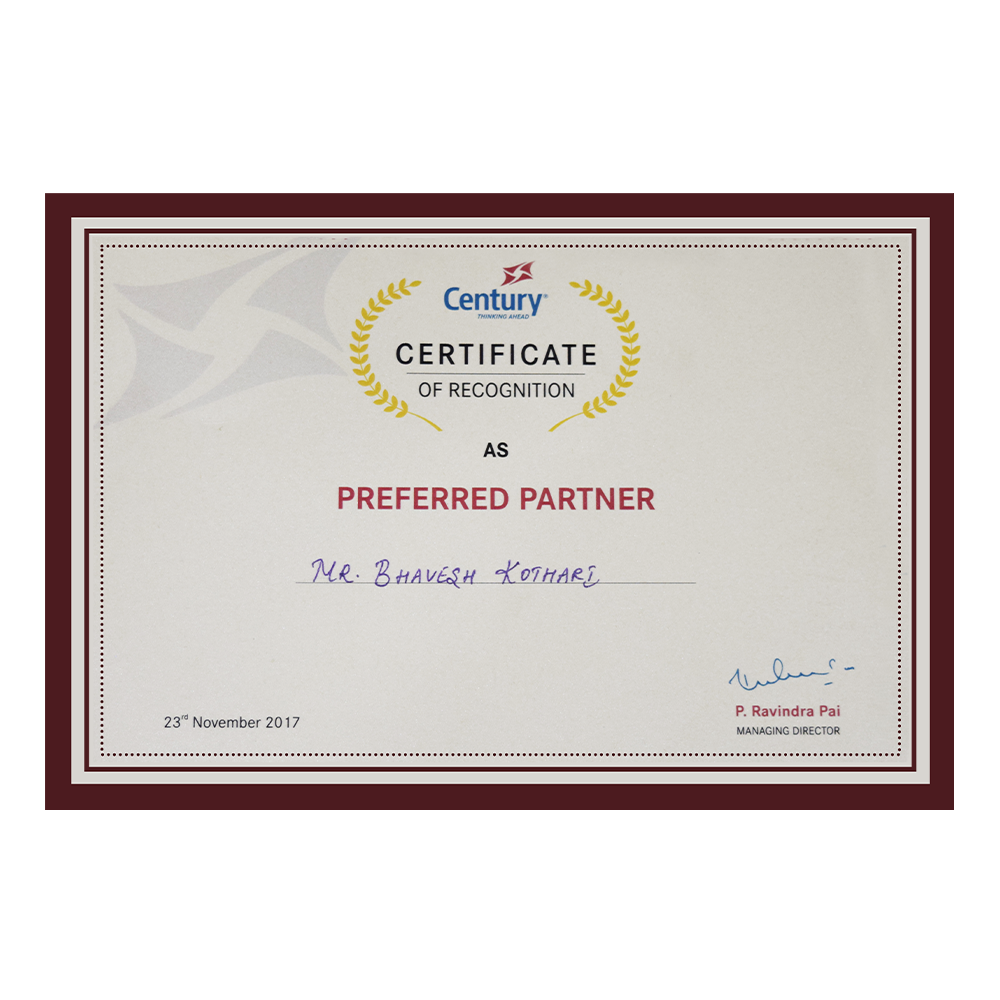 Century®
THINKING AHEAD
CERTIFICATE
OF RECOGNITION
AS
PREFERRED PARTNER
MR. BHAVESH KOTHARI
23rd November 2017
P. Ravindra Pai
MANAGING DIRECTOR